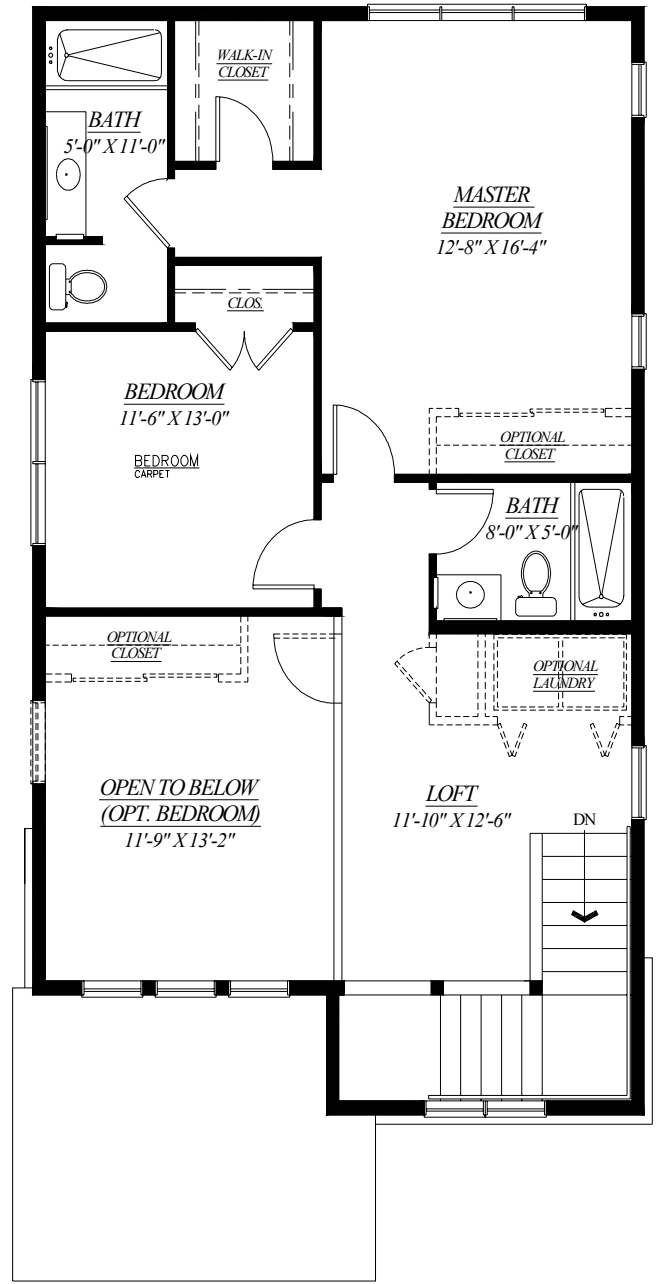 WALK-IN
CLOSET
BATH
5'-0" X 11'-0"
MASTER
BEDROOM
12'-8" X 16'-4"
CLOS.
BEDROOM
11'-6" X 13'-0"
BEDROOM
CARPET
OPTIONAL
CLOSET
BATH
8'-0" X 5'-0"
OPTIONAL
CLOSET
OPTIONAL
LAUNDRY
OPEN TO BELOW
(OPT. BEDROOM)
11'-9" X 13'-2"
LOFT
11'-10" X 12'-6"
DN